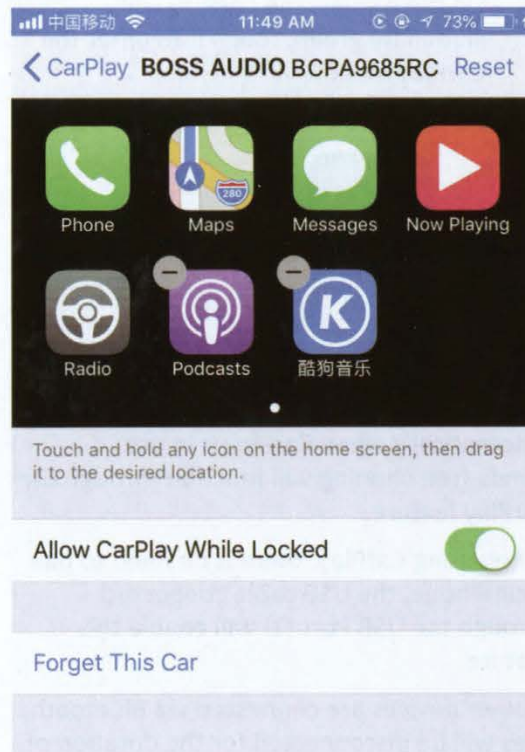 中国移动 11:49 AM 73%
CarPlay BOSS AUDIO BCPA9685RC Reset
280
Phone Maps Messages Now Playing
K
Radio Podcasts 酷狗音乐
Touch and hold any icon on the home screen, then drag
it to the desired location.
Allow CarPlay While Locked
Forget This Car